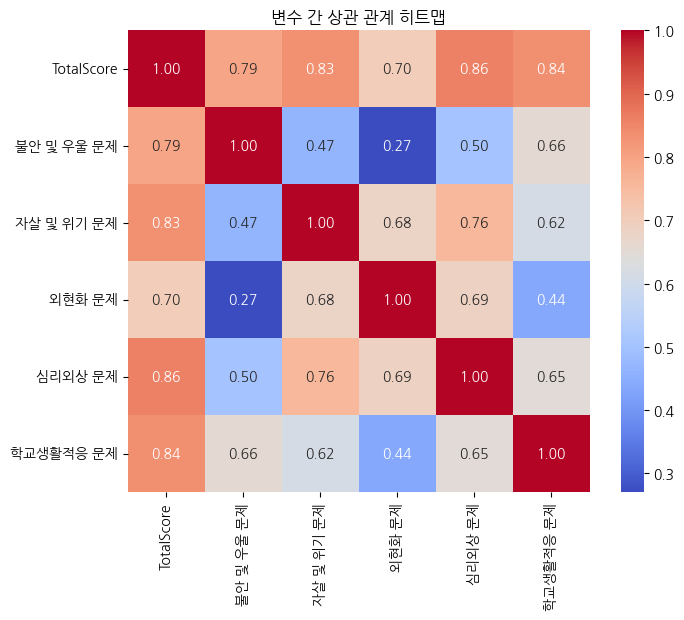 변수 간 상관 관계 히트맵
TotalScore 1.00 0.79 0.83 0.70 0.86 0.84
불안 및 우울 문제 0.79 1.00 0.47 0.27 0.50 0.66
자살 및 위기 문제 0.83 0.47 1.00 0.68 0.76 0.62
외현화 문제 0.70 0.27 0.68 1.00 0.69 0.44
심리외상 문제 0.86 0.50 0.76 0.69 1.00 0.65
학교생활적응 문제 0.84 0.66 0.62 0.44 0.65 1.00
TotalScore
불안 및 우울 문제
자살 및 위기 문제
외현화 문제
심리외상 문제
학교생활적응 문제
1.0
0.9
0.8
0.7
0.6
0.5
0.4
0.3